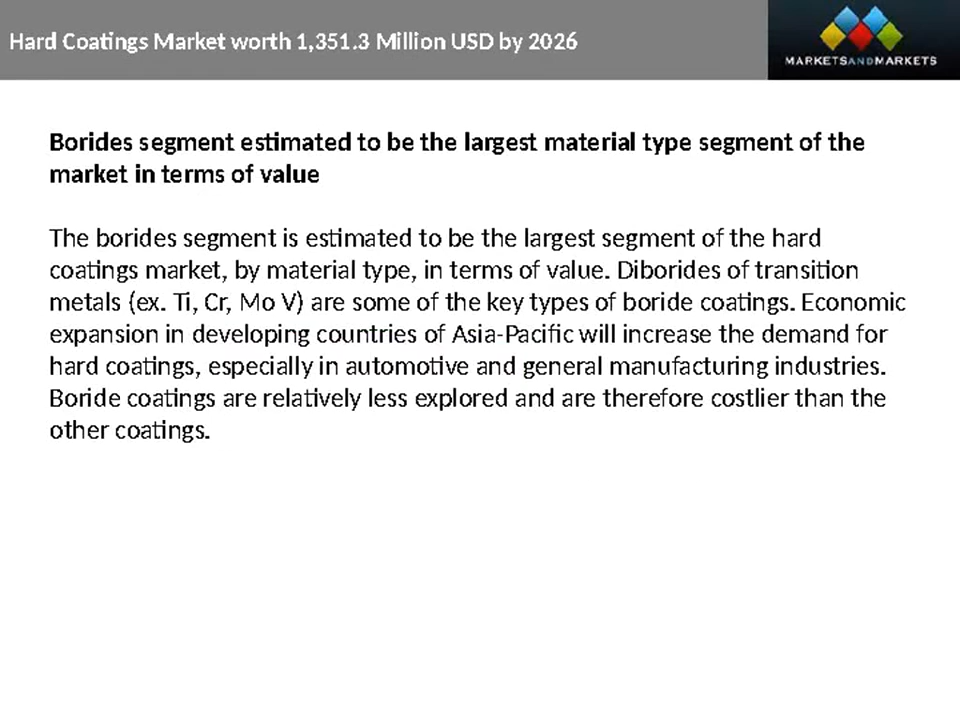 Hard Coatings Market worth 1,351.3 Million USD by 2026
MARKETSANDMARKETS
Borides segment estimated to be the largest material type segment of the
market in terms of value
The borides segment is estimated to be the largest segment of the hard
coatings market, by material type, in terms of value. Diborides of transition
metals (ex. Ti, Cr, Mo V) are some of the key types of boride coatings. Economic
expansion in developing countries of Asia-Pacific will increase the demand for
hard coatings, especially in automotive and general manufacturing industries.
Boride coatings are relatively less explored and are therefore costlier than the
other coatings.